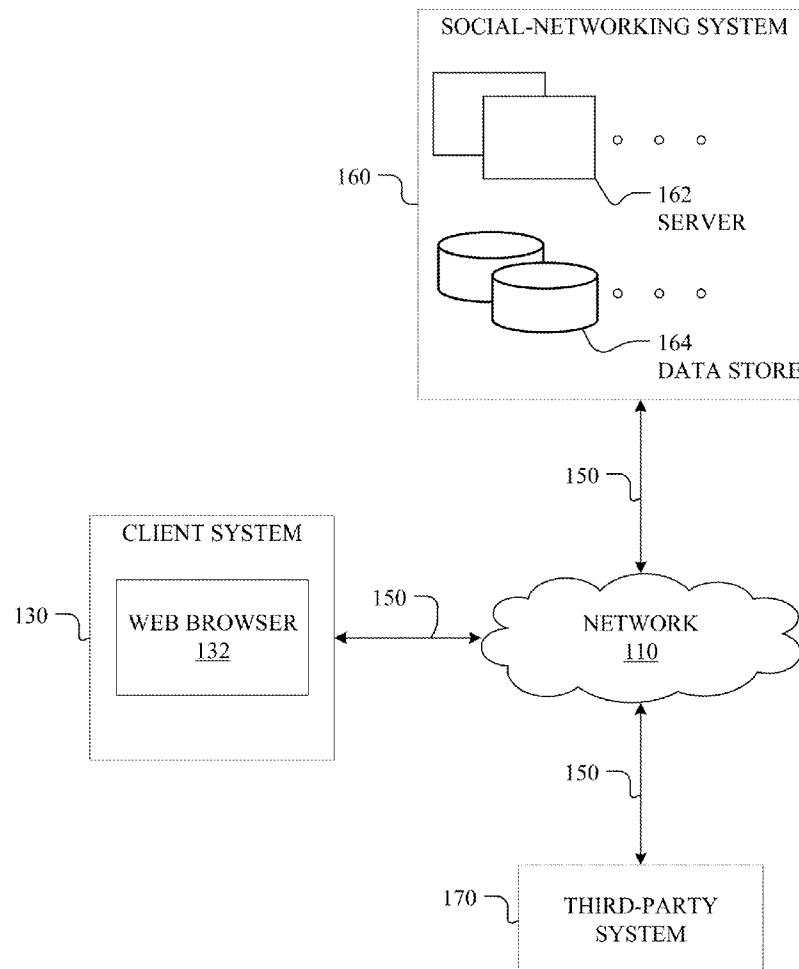 SOCIAL-NETWORKING SYSTEM
160
162
SERVER
164
DATA STORE
150
CLIENT SYSTEM
130
WEB BROWSER
132
150
NETWORK
110
150
170
THIRD-PARTY
SYSTEM